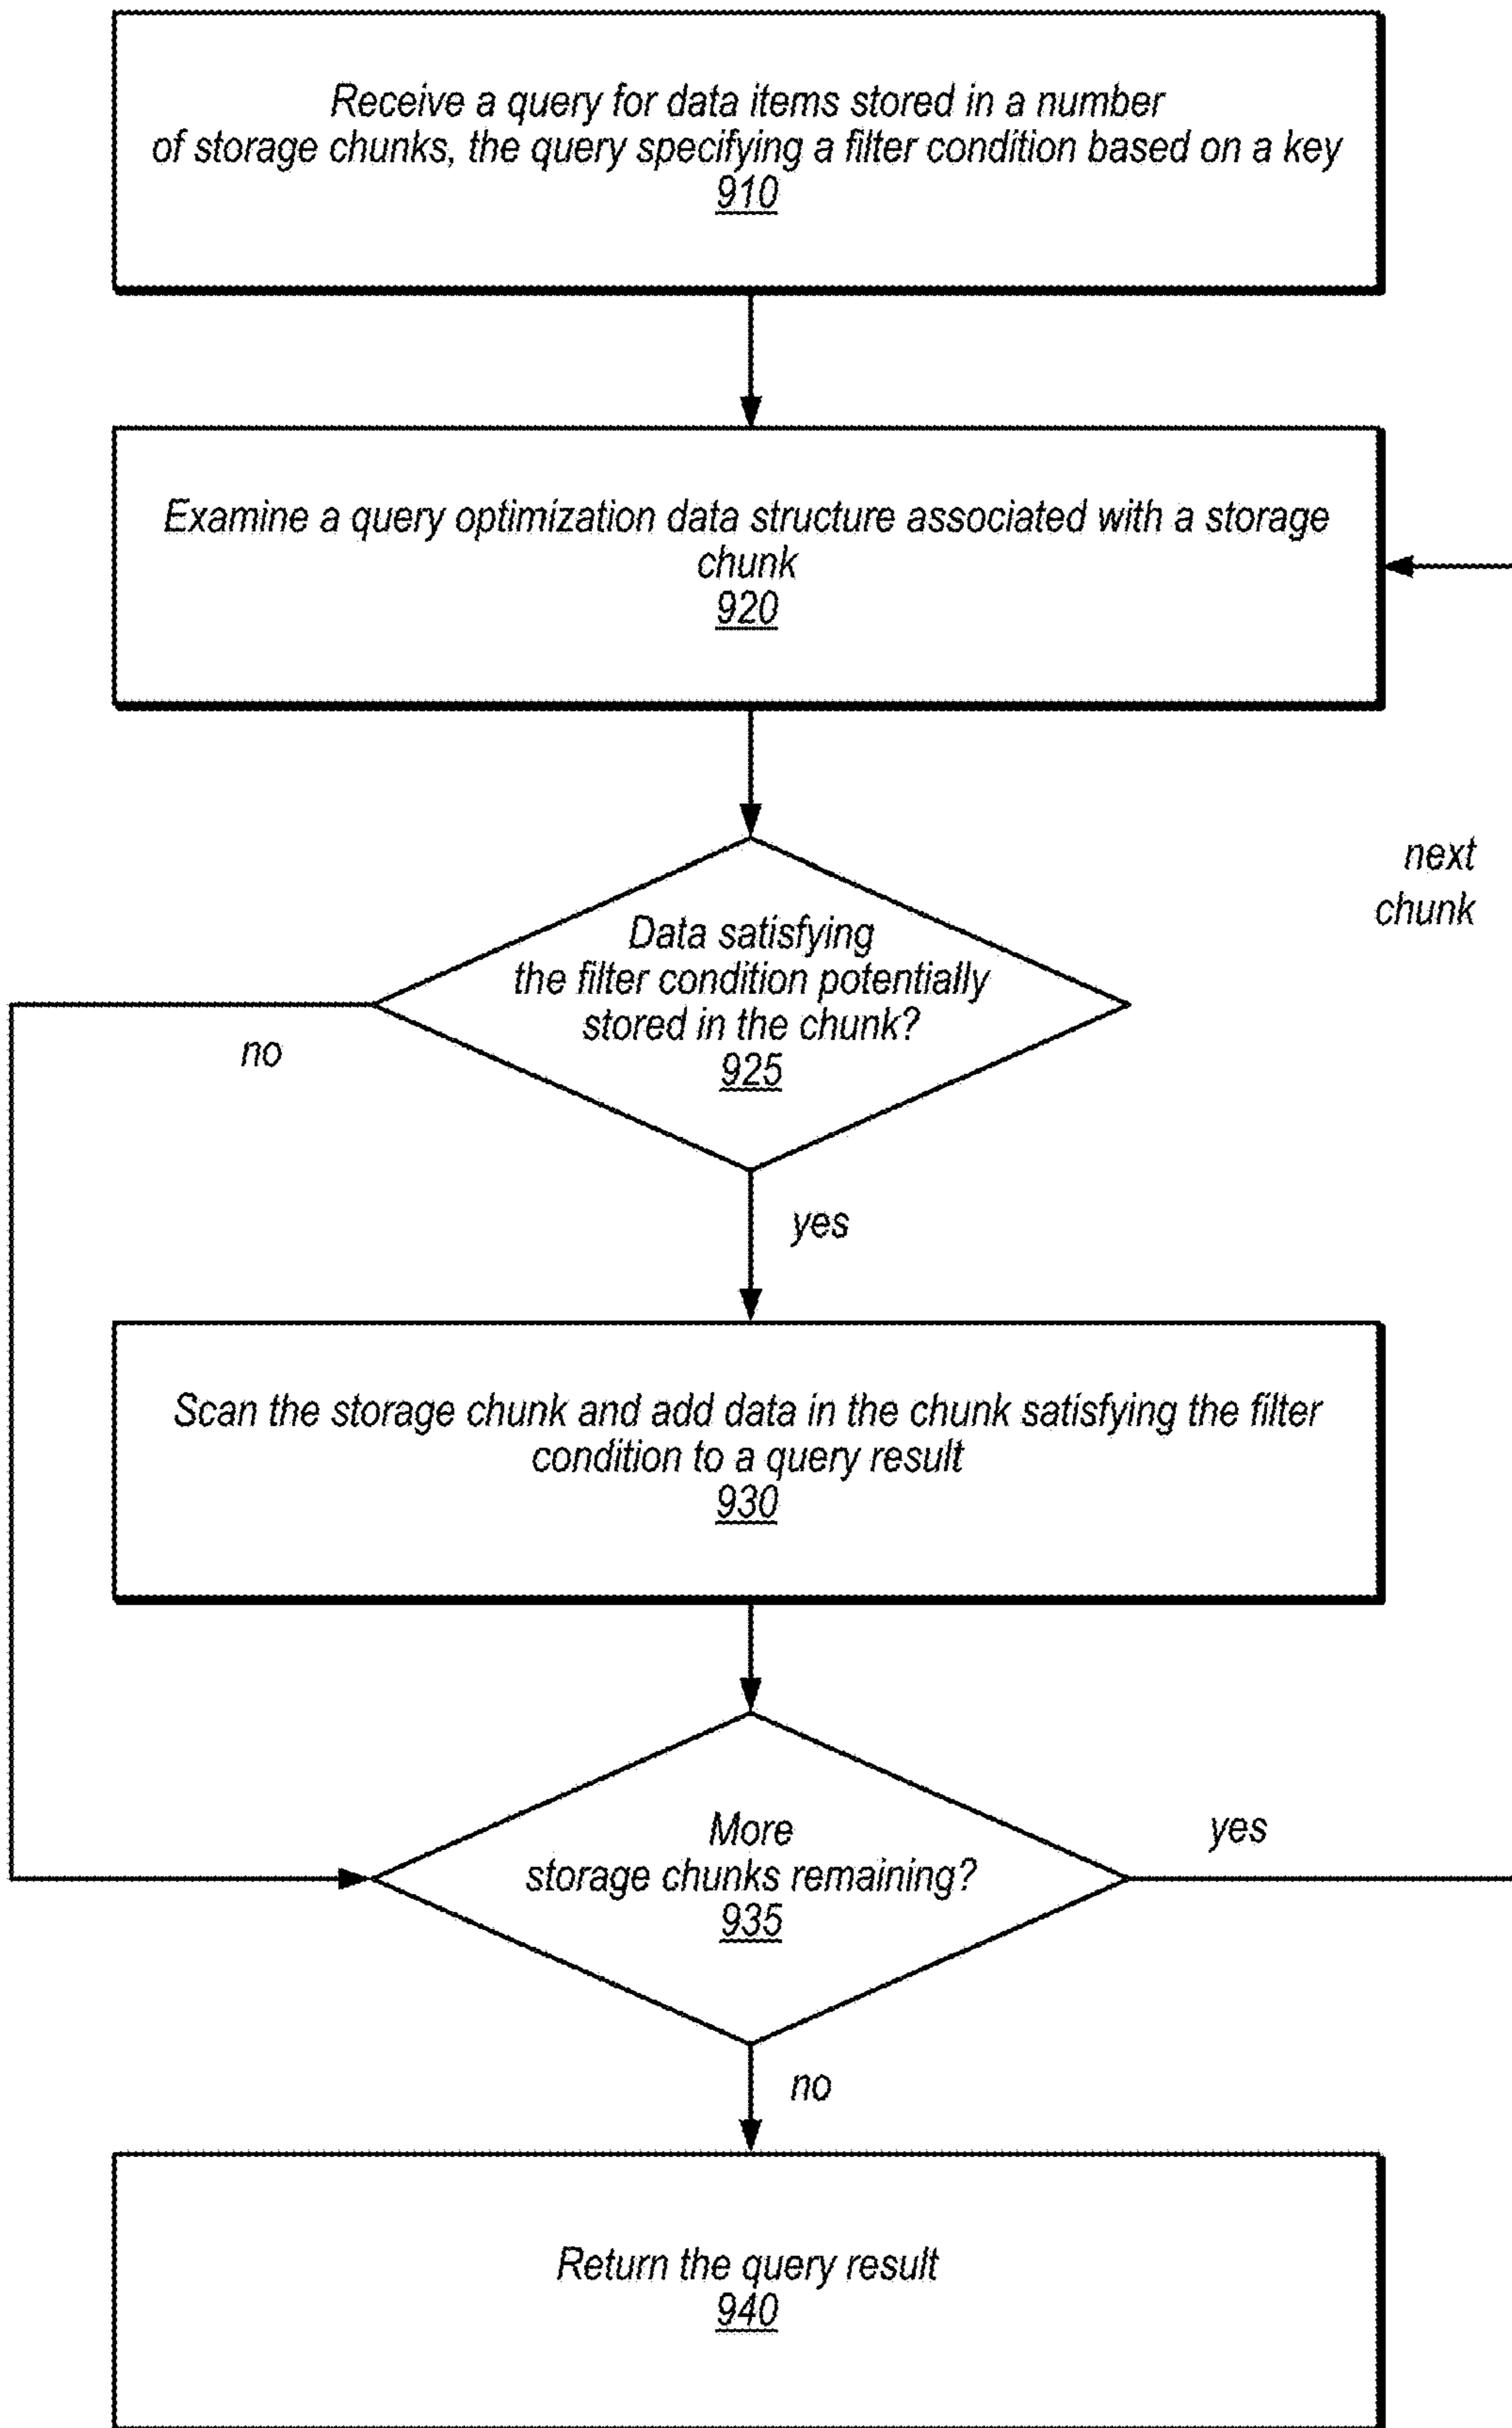 Receive a query for data items stored in a number
of storage chunks, the query specifying a filter condition based on a key
910
Examine a query optimization data structure associated with a storage
chunk
920
next
chunk
Data satisfying
the filter condition potentially
stored in the chunk?
925
no
yes
Scan the storage chunk and add data in the chunk satisfying the filter
condition to a query result
930
More
storage chunks remaining?
935
yes
no
Return the query result
940